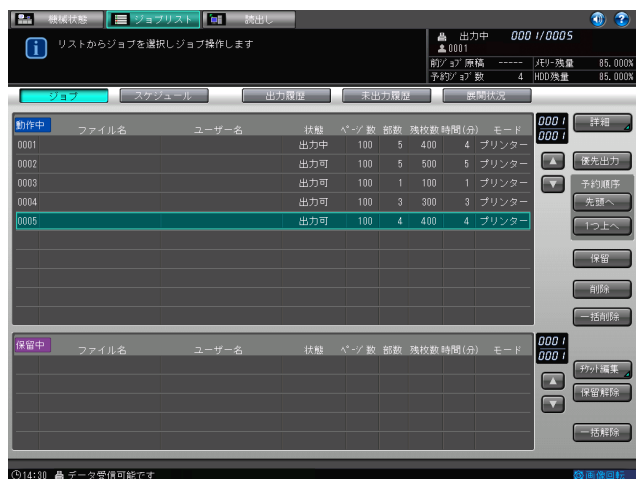 機械状態 ジョブリスト 読出し
リストからジョブを選択しジョブ操作します
出力中 0001/0005
0001
前ジョブ原稿 ----- ﾒﾓﾘｰ残量 85.000%
予約ジョブ数 4 HDD残量 85.000%
ジョブ スケジュール 出力履歴 未出力履歴 展開状況
動作中 ファイル名 ユーザー名 状態 ﾍﾟｰｼﾞ数 部数 残枚数 時間(分) モード
0001 出力中 100 5 400 4 プリンター
0002 出力可 100 5 500 5 プリンター
0003 出力可 100 1 100 1 プリンター
0004 出力可 100 3 300 3 プリンター
0005 出力可 100 4 400 4 プリンター
0001
0001
詳細
優先出力
予約順序
先頭へ
1つ上へ
保留
削除
一括削除
保留中 ファイル名 ユーザー名 状態 ﾍﾟｰｼﾞ数 部数 残枚数 時間(分) モード
0001
0001
ﾁｹｯﾄ編集
保留解除
一括解除
14:30 データ受信可能です 画像回転